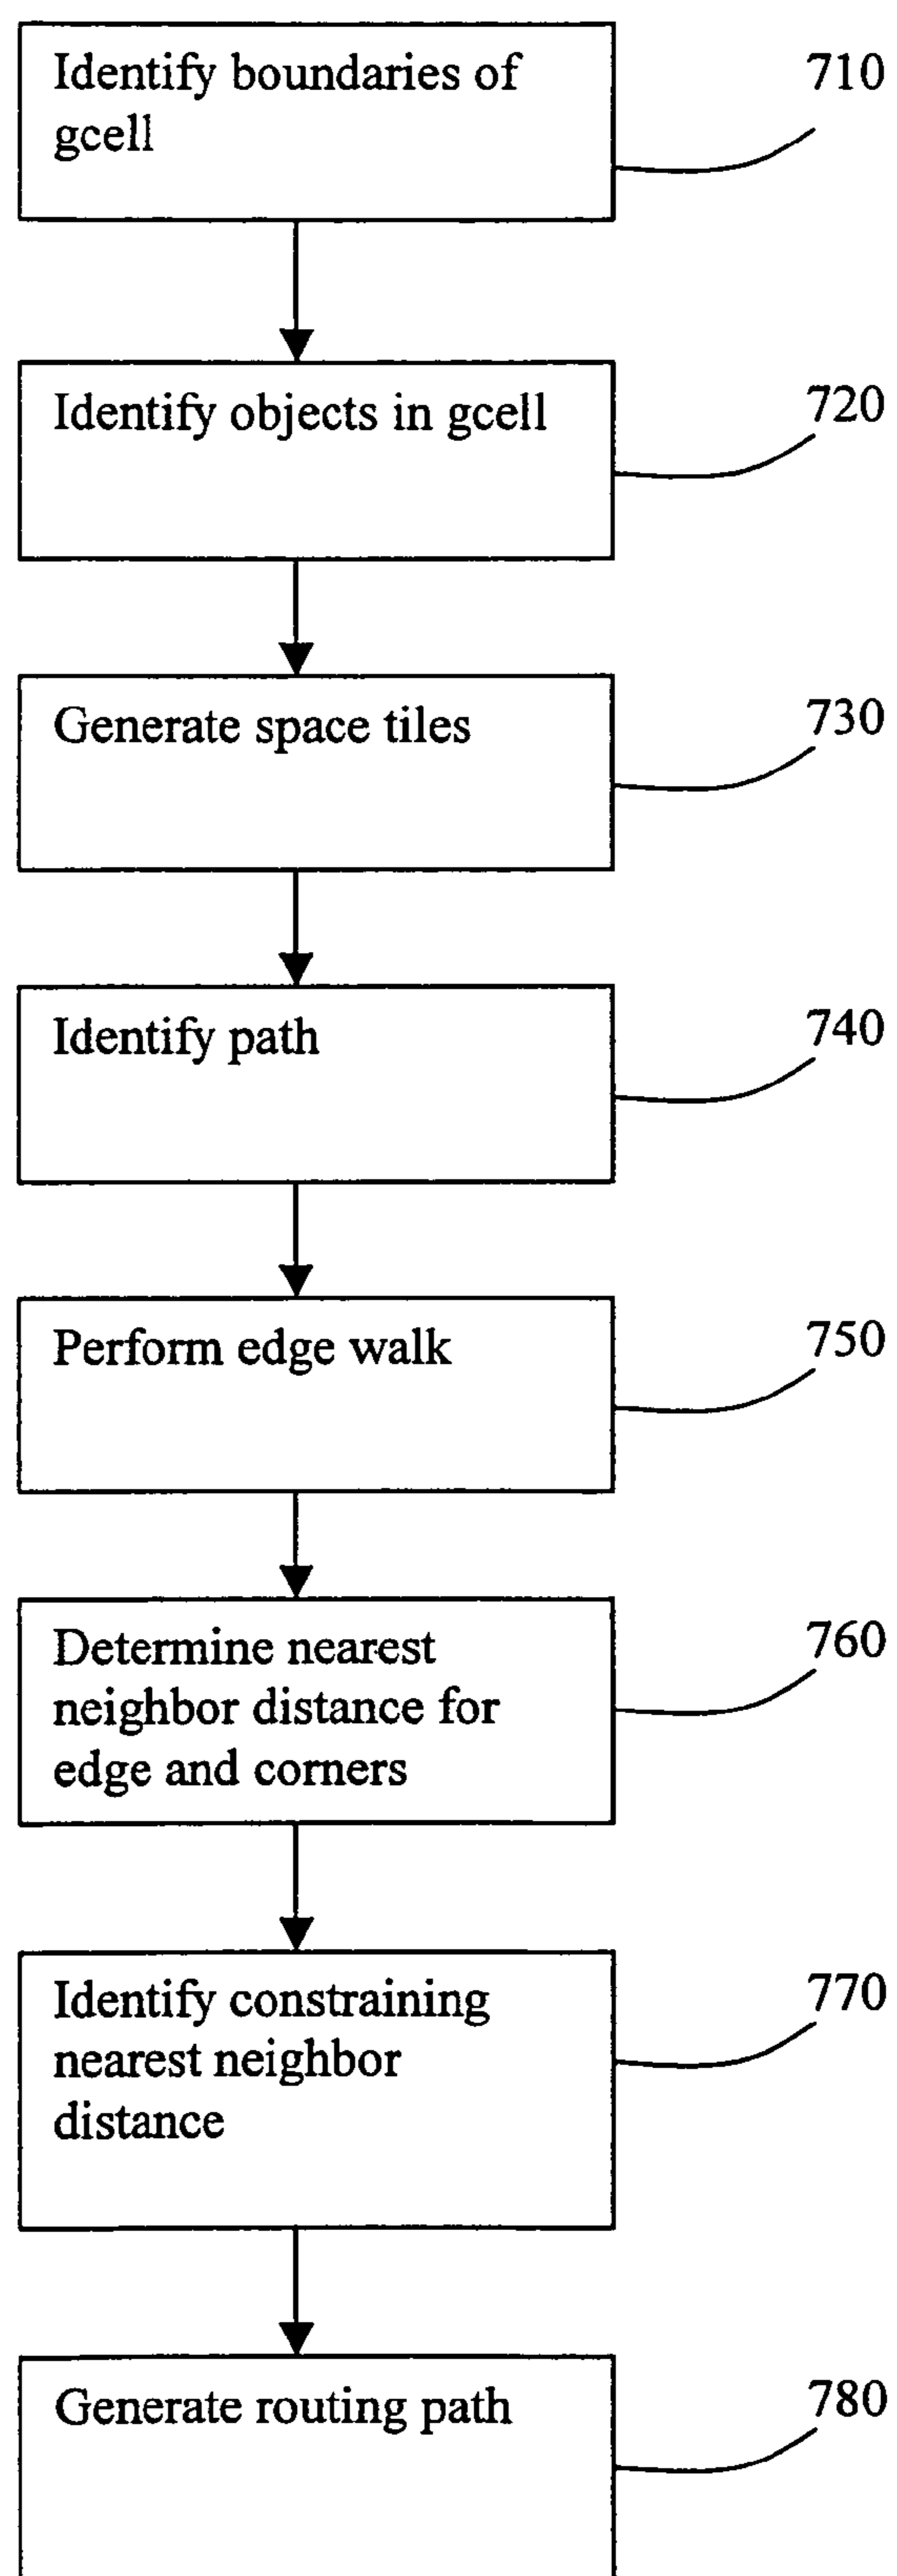 Identify boundaries of
gcell
710
Identify objects in gcell
720
Generate space tiles
730
Identify path
740
Perform edge walk
750
Determine nearest
neighbor distance for
edge and corners
760
Identify constraining
nearest neighbor
distance
770
Generate routing path
780